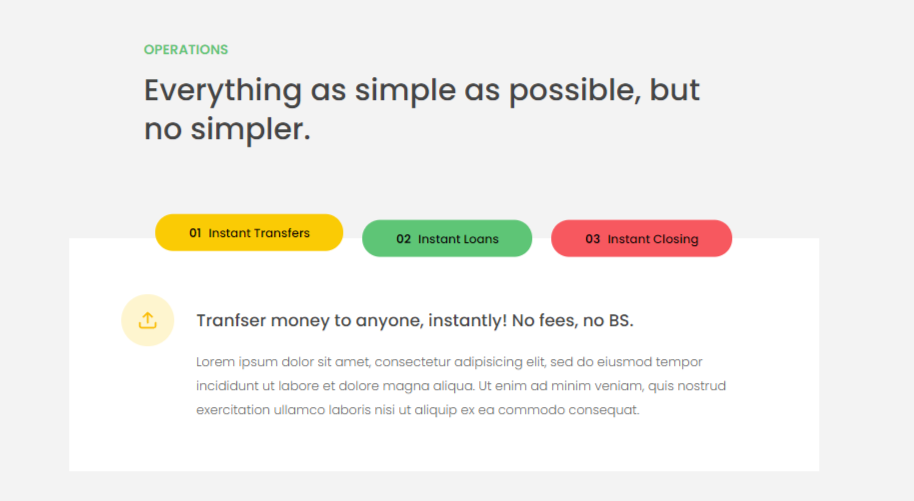 OPERATIONS
Everything as simple as possible, but
no simpler.
01 Instant Transfers
02 Instant Loans
03 Instant Closing
Tranfser money to anyone, instantly! No fees, no BS.
Lorem ipsum dolor sit amet, consectetur adipisicing elit, sed do eiusmod tempor
incididunt ut labore et dolore magna aliqua. Ut enim ad minim veniam, quis nostrud
exercitation ullamco laboris nisi ut aliquip ex ea commodo consequat.